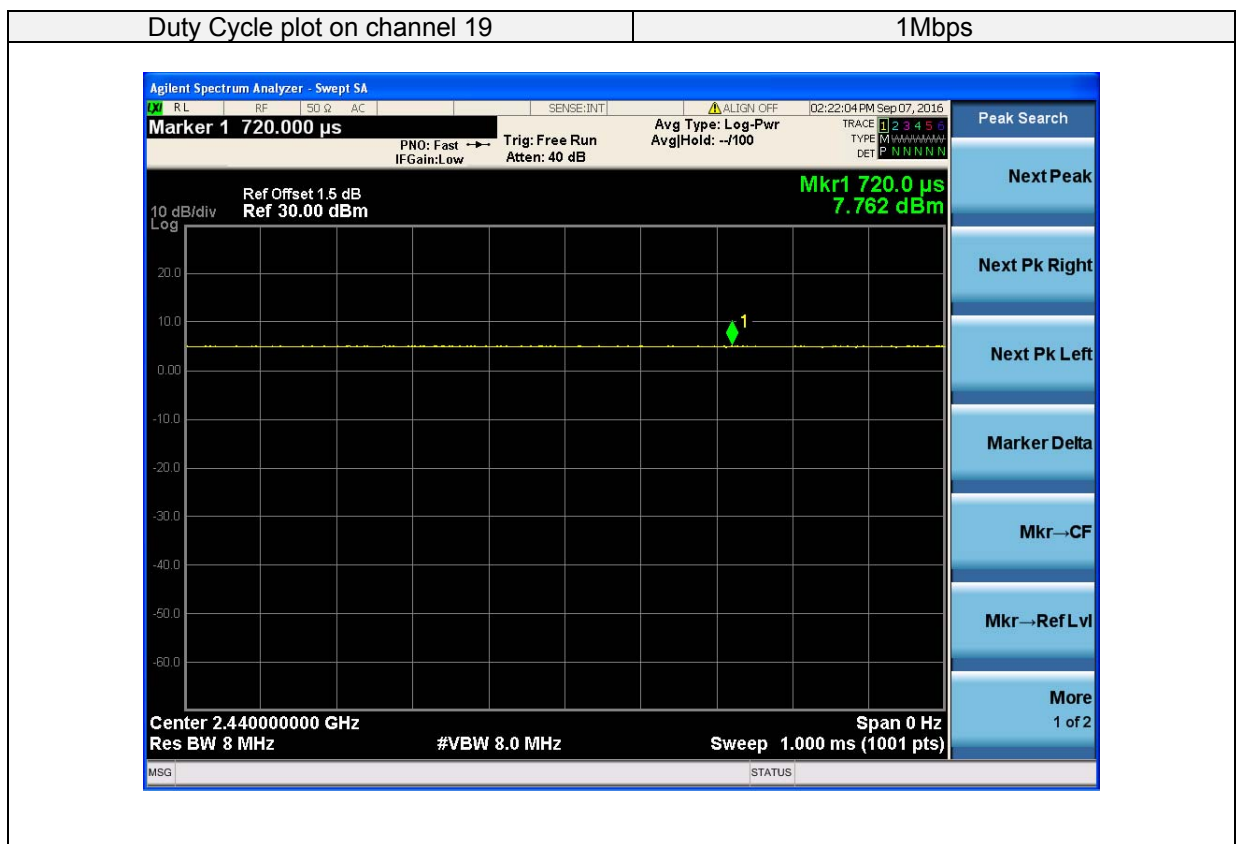 Duty Cycle plot on channel 19 1Mbps
Agilent Spectrum Analyzer - Swept SA
LXI RL RF 50 Ω AC SENSE:INT ALIGN OFF 02:22:04 PM Sep 07, 2016
Marker 1 720.000 µs
PNO: Fast
IFGain:Low
Trig: Free Run
Atten: 40 dB
Avg Type: Log-Pwr
Avg|Hold: --/100
TRACE 1 2 3 4 5 6
TYPE M WWWWW
DET P N N N N N
Peak Search
Next Peak
Next Pk Right
Next Pk Left
Marker Delta
Mkr→CF
Mkr→Ref Lvl
More
1 of 2
Mkr1 720.0 µs
7.762 dBm
Ref Offset 1.5 dB
10 dB/div Ref 30.00 dBm
Log
20.0
10.0
1
0.00
-10.0
-20.0
-30.0
-40.0
-50.0
-60.0
Center 2.440000000 GHz Span 0 Hz
Res BW 8 MHz #VBW 8.0 MHz Sweep 1.000 ms (1001 pts)
MSG STATUS